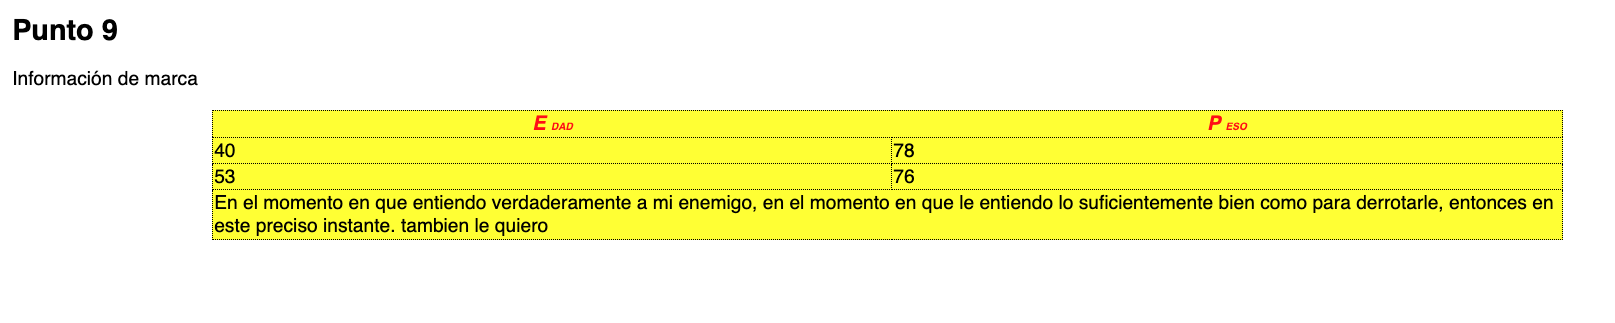 Punto 9
Información de marca
E DAD P ESO
40 78
53 76
En el momento en que entiendo verdaderamente a mi enemigo, en el momento en que le entiendo lo suficientemente bien como para derrotarle, entonces en
este preciso instante. tambien le quiero